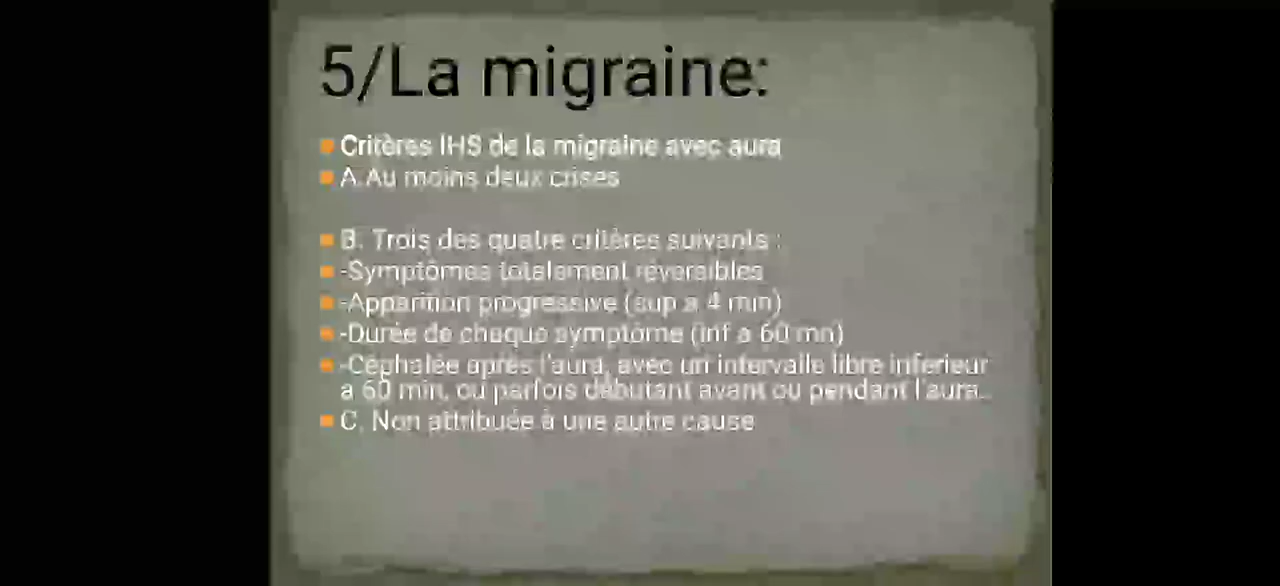 5/La migraine:
Critères IHS de la migraine avec aura
A.Au moins deux crises
B. Trois des quatre critères suivants :
-Symptômes totalement réversibles
-Apparition progressive (sup a 4 mn)
-Durée de chaque symptôme (inf a 60 mn)
-Céphalée après l'aura, avec un intervalle libre inferieur
a 60 min, ou parfois débutant avant ou pendant l'aura.
C. Non attribuée à une autre cause